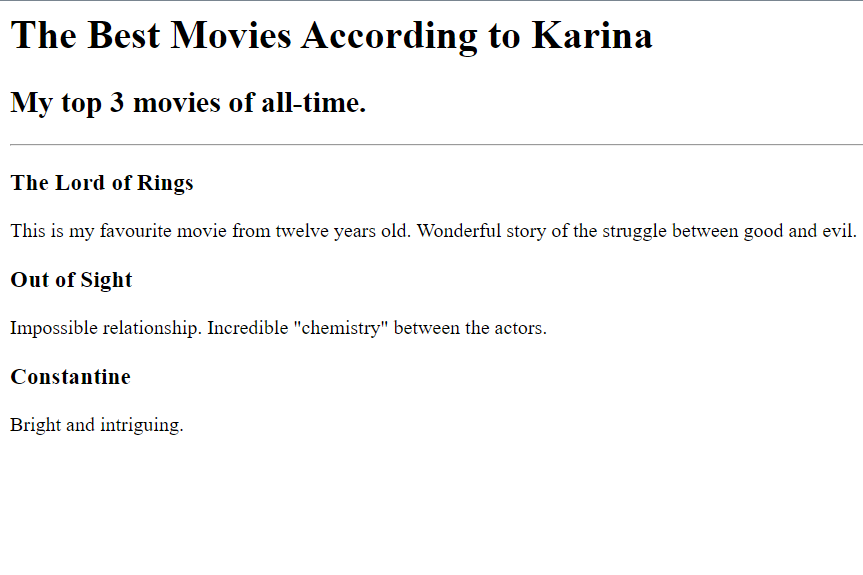 The Best Movies According to Karina
My top 3 movies of all-time.
The Lord of Rings
This is my favourite movie from twelve years old. Wonderful story of the struggle between good and evil.
Out of Sight
Impossible relationship. Incredible "chemistry" between the actors.
Constantine
Bright and intriguing.